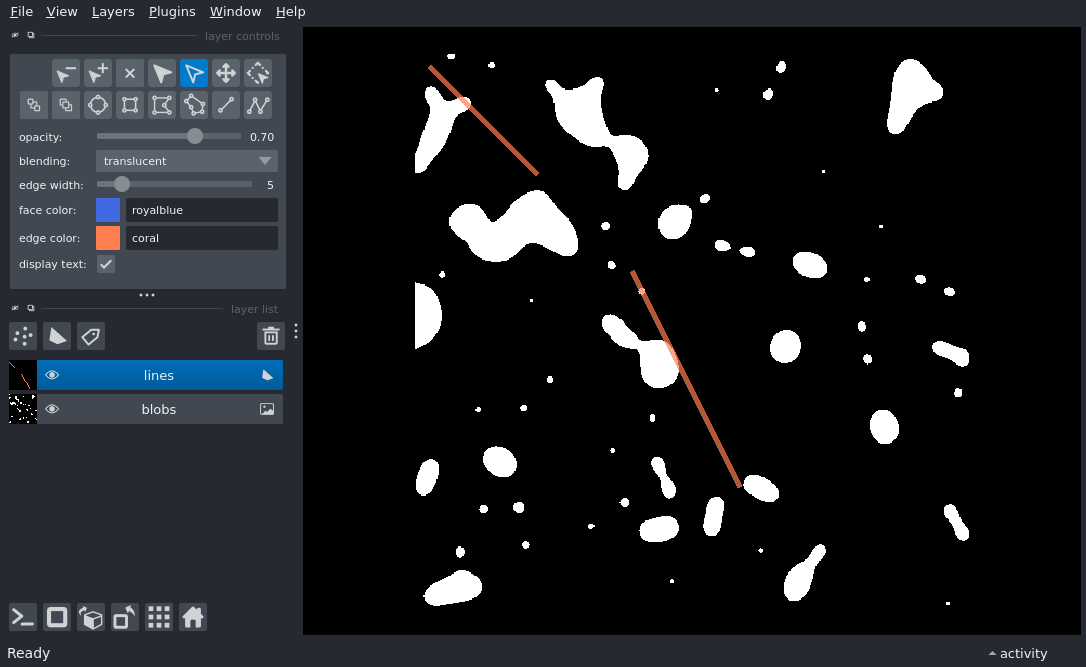 File View Layers Plugins Window Help
layer controls
opacity: 0.70
blending: translucent
edge width: 5
face color: royalblue
edge color: coral
display text:
layer list
lines
blobs
Ready
activity